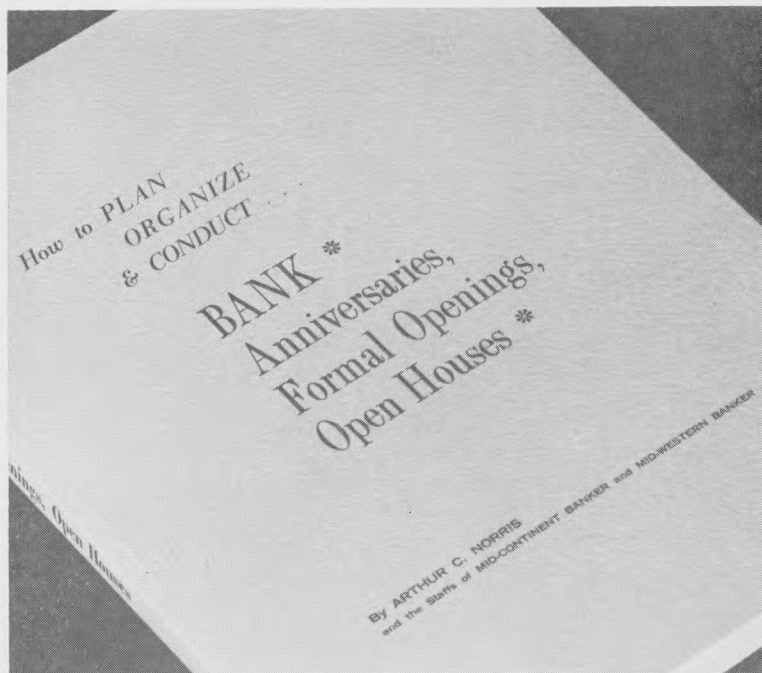 How to PLAN
ORGANIZE
& CONDUCT . . . .
BANK *
Anniversaries,
Formal Openings,
Open Houses *
By ARTHUR C. NORRIS
and the Staffs of MID-CONTINENT BANKER and MID-WESTERN BANKER
nings, Open Houses